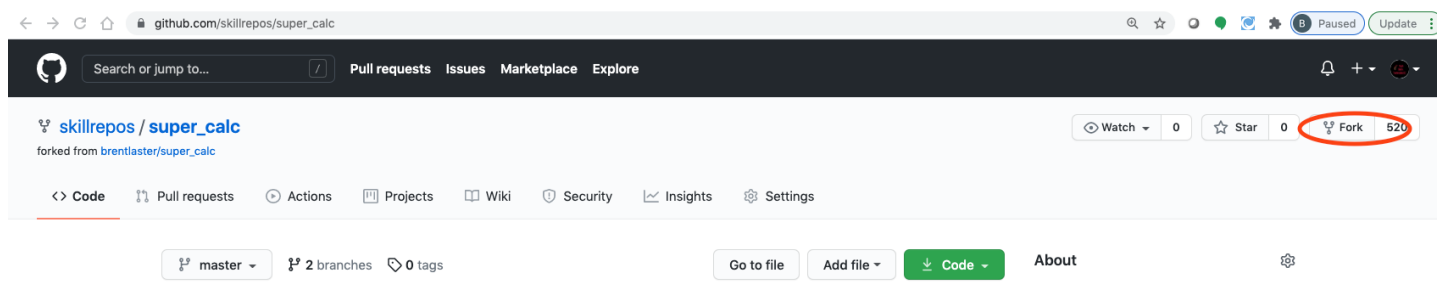 github.com/skillrepos/super_calc B Paused Update
Search or jump to... / Pull requests Issues Marketplace Explore
skillrepos / super_calc Watch 0 Star 0 Fork 520
forked from brentlaster/super_calc
<> Code Pull requests Actions Projects Wiki Security Insights Settings
master 2 branches 0 tags Go to file Add file Code About